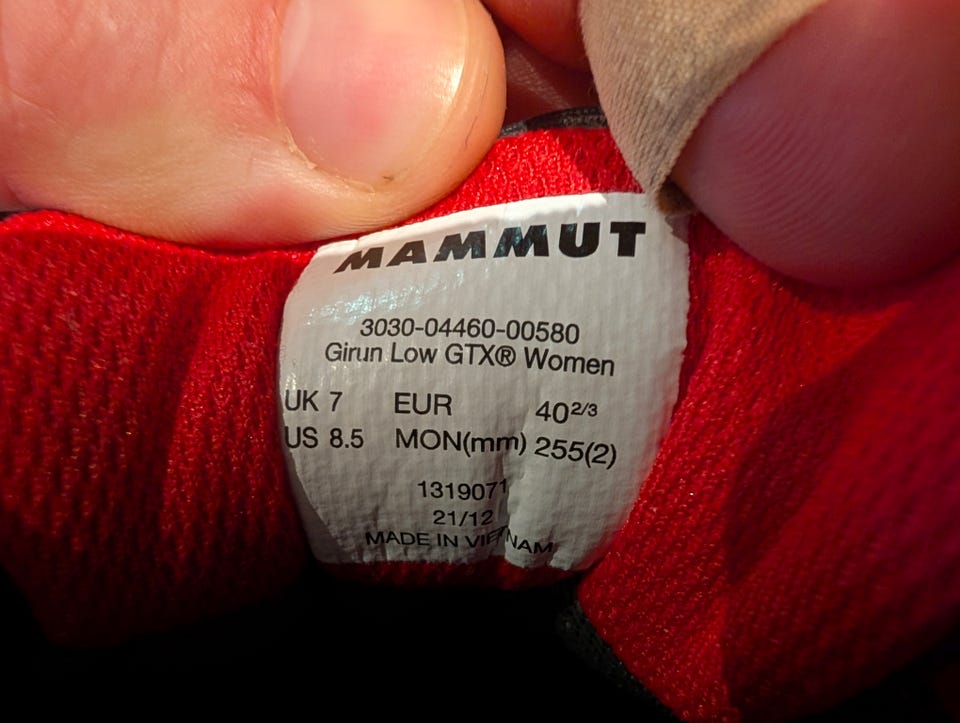 MAMMUT
3030-04460-00580
Girun Low GTX® Women
UK 7 EUR 40 2/3
US 8.5 MON(mm) 255(2)
1319071
21/12
MADE IN VIETNAM